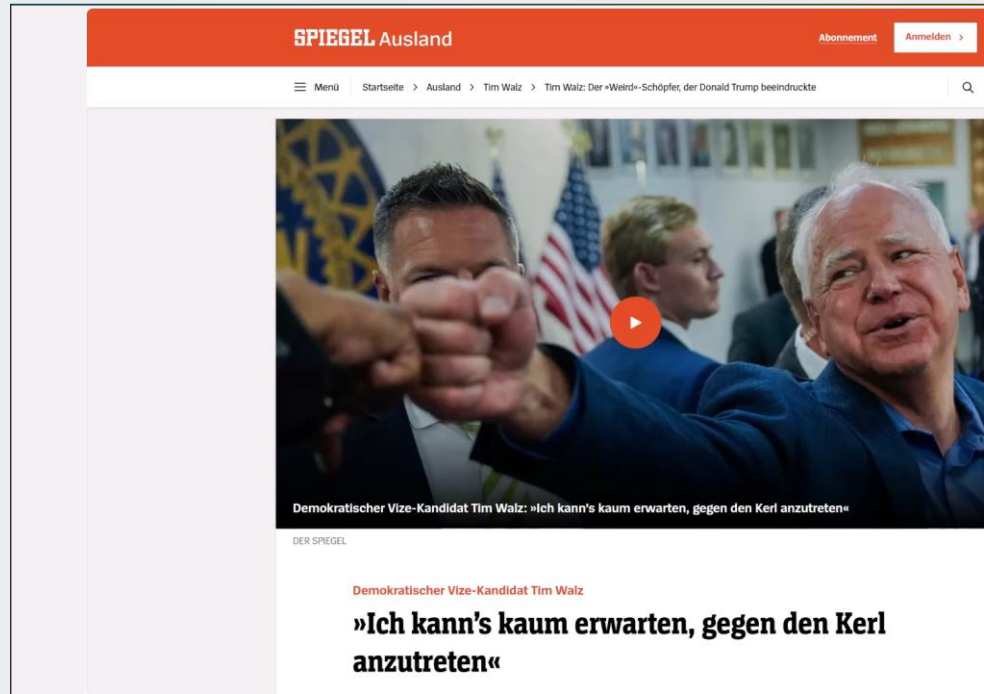 SPIEGEL Ausland
Abonnement
Anmelden >
Menü
Startseite > Ausland > Tim Walz > Tim Walz: Der »Weird«-Schöpfer, der Donald Trump beeindruckte
Demokratischer Vize-Kandidat Tim Walz: »Ich kann's kaum erwarten, gegen den Kerl anzutreten«
DER SPIEGEL
Demokratischer Vize-Kandidat Tim Walz
»Ich kann’s kaum erwarten, gegen den Kerl
anzutreten«